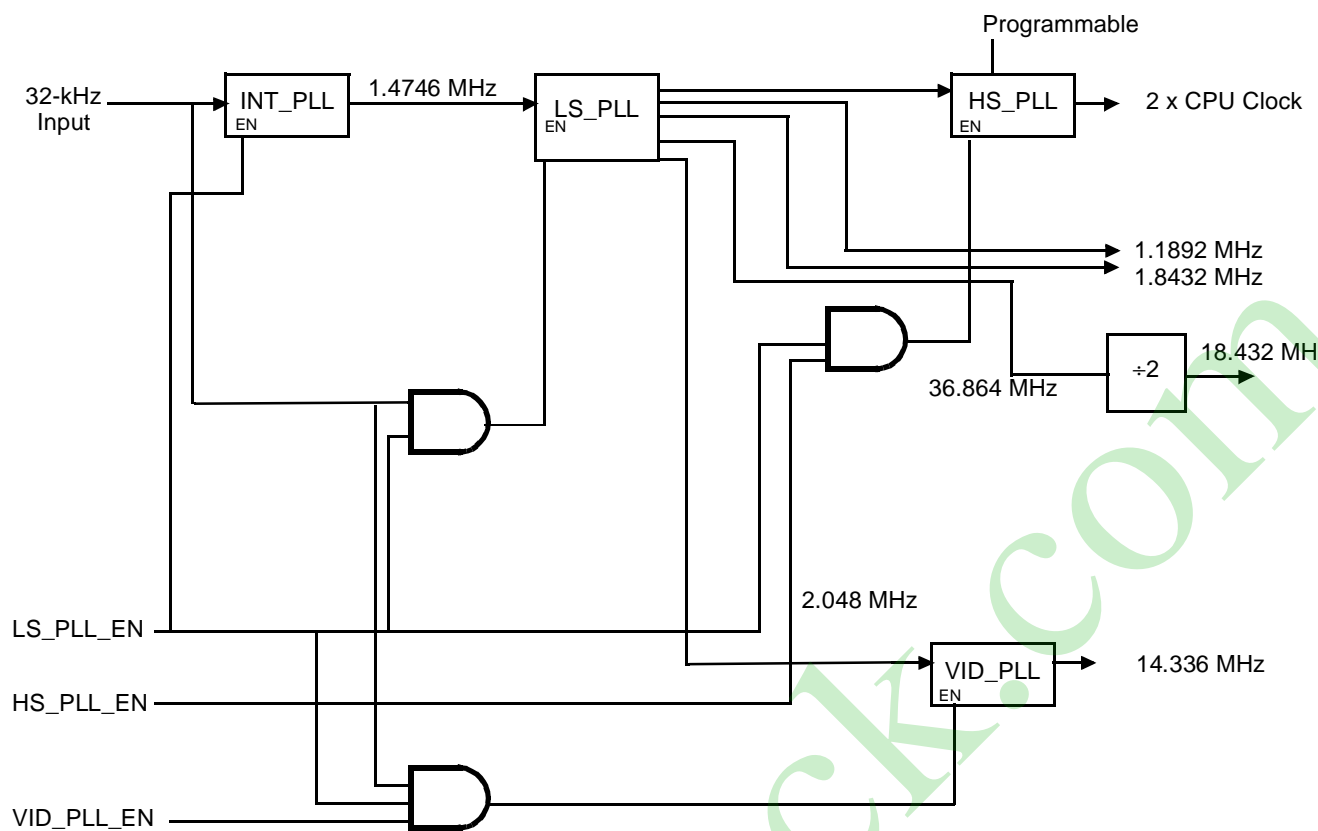 Programmable
32-kHz
Input
INT_PLL
EN
1.4746 MHz
LS_PLL
EN
HS_PLL
EN
2 x CPU Clock
1.1892 MHz
1.8432 MHz
÷2
18.432 MH
36.864 MHz
2.048 MHz
LS_PLL_EN
VID_PLL
EN
14.336 MHz
HS_PLL_EN
VID_PLL_EN
ck.com